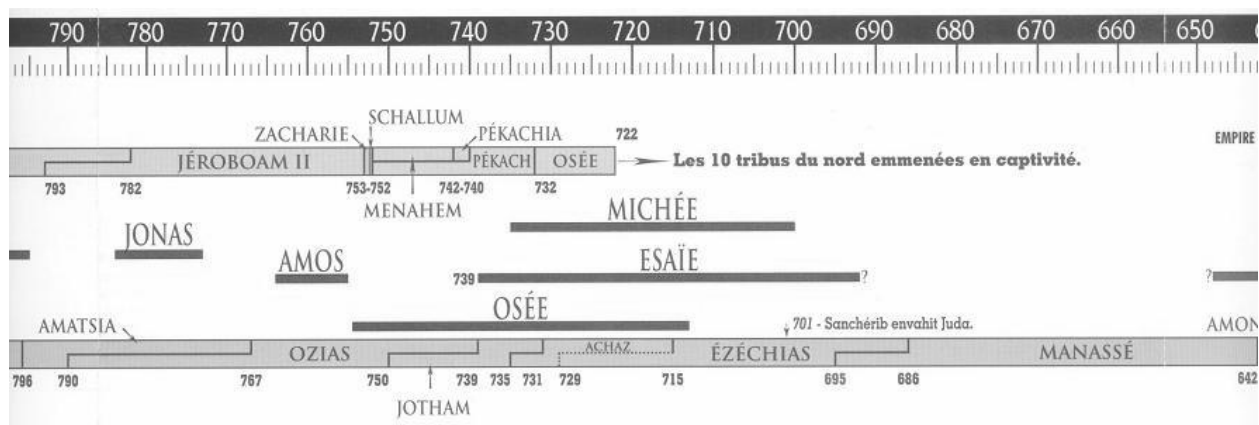 790 780 770 760 750 740 730 720 710 700 690 680 670 660 650
SCHALLUM
ZACHARIE PÉKACHIA 722 EMPIRE
JÉROBOAM II PÉKACH OSÉE Les 10 tribus du nord emmenées en captivité.
793 782 753-752 742-740 732
MENAHEM
MICHÉE
JONAS
AMOS 739 ESAÏE ? ?
OSÉE
AMATSIA 701 - Sanchérib envahit Juda. AMON
OZIAS ACHAZ ÉZÉCHIAS MANASSÉ
796 790 767 750 739 735 731 729 715 695 686 642
JOTHAM